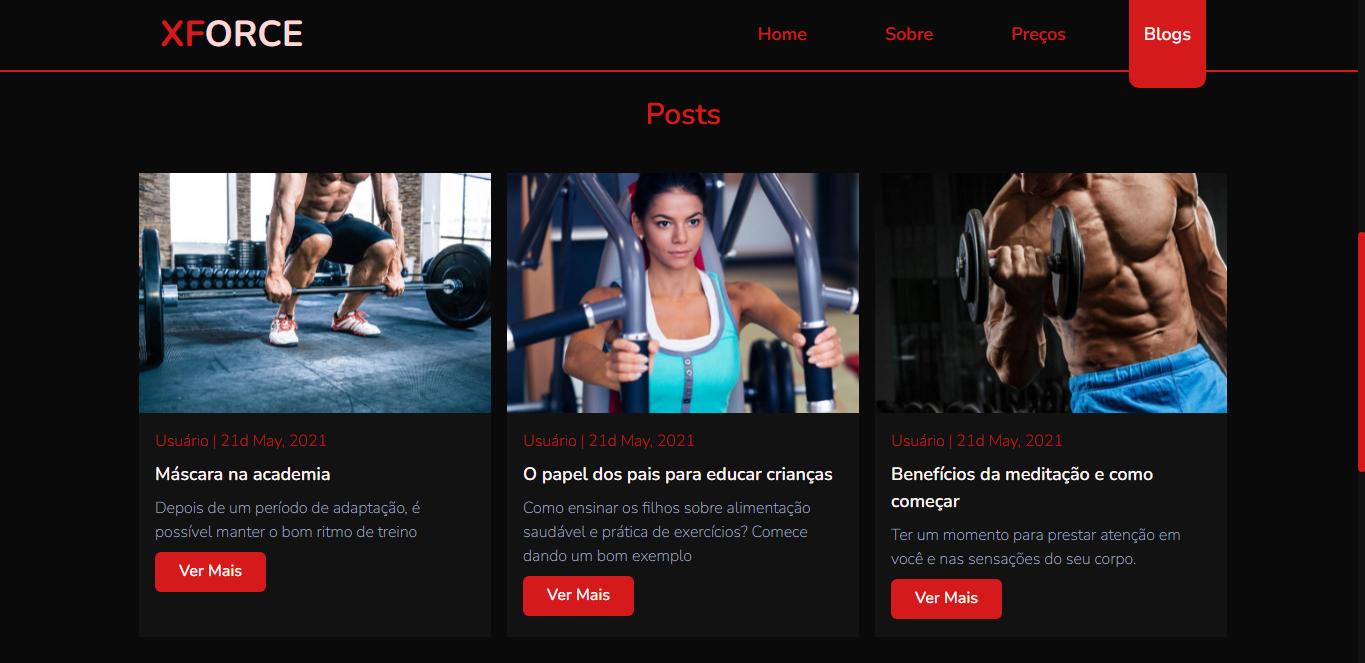 XFORCE
Home
Sobre
Preços
Blogs
Posts
Usuário | 21d May, 2021
Máscara na academia
Depois de um período de adaptação, é
possível manter o bom ritmo de treino
Ver Mais
Usuário | 21d May, 2021
O papel dos pais para educar crianças
Como ensinar os filhos sobre alimentação
saudável e prática de exercícios? Comece
dando um bom exemplo
Ver Mais
Usuário | 21d May, 2021
Benefícios da meditação e como
começar
Ter um momento para prestar atenção em
você e nas sensações do seu corpo.
Ver Mais